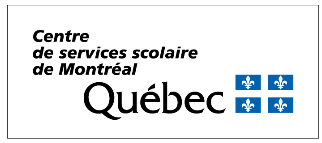 Centre
de services scolaire
de Montréal
Québec